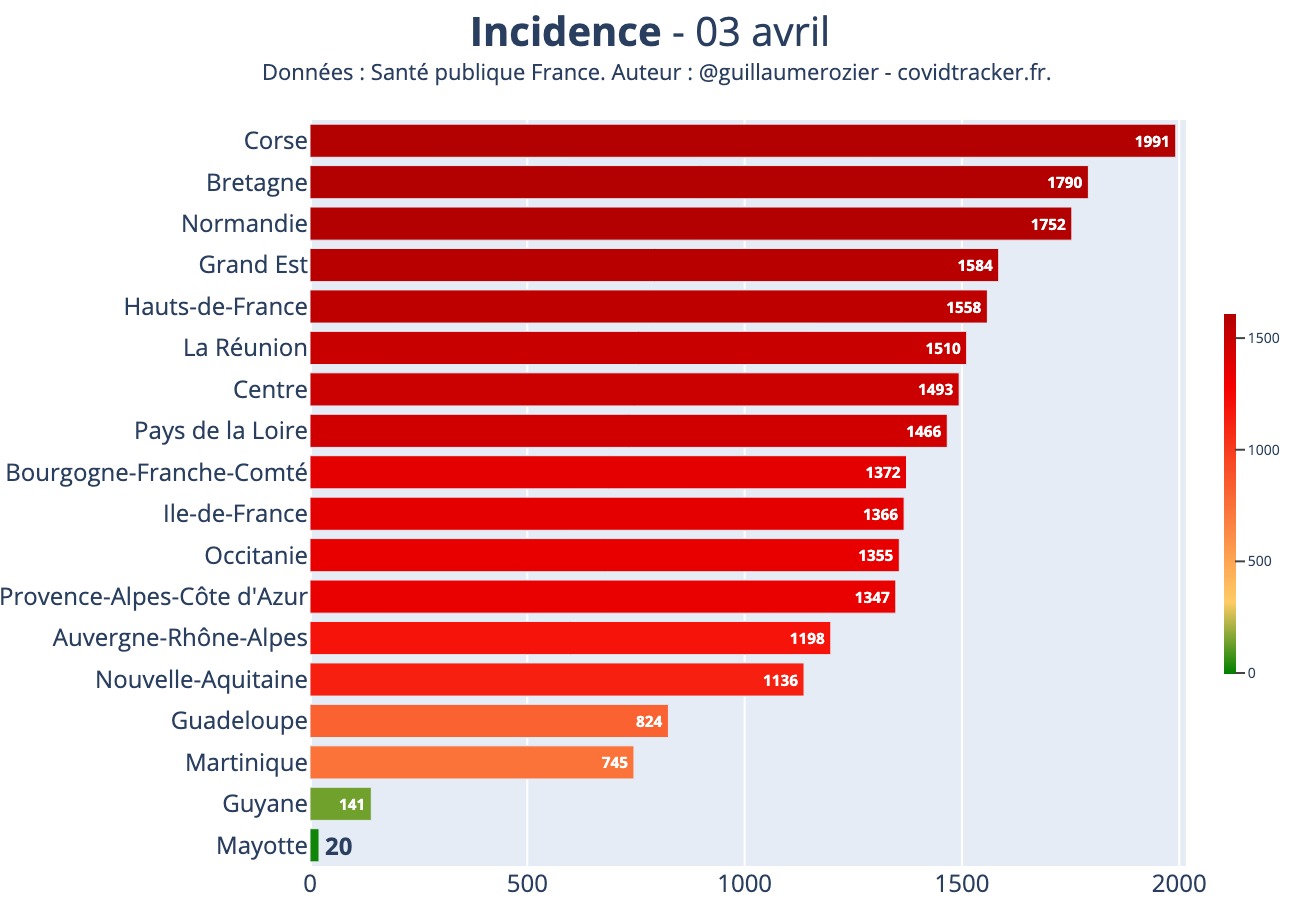 Incidence - 03 avril
Données : Santé publique France. Auteur : @guillaumerozier - covidtracker.fr.
Corse 1991
Bretagne 1790
Normandie 1752
Grand Est 1584
Hauts-de-France 1558
La Réunion 1510
Centre 1493
Pays de la Loire 1466
Bourgogne-Franche-Comté 1372
Ile-de-France 1366
Occitanie 1355
Provence-Alpes-Côte d'Azur 1347
Auvergne-Rhône-Alpes 1198
Nouvelle-Aquitaine 1136
Guadeloupe 824
Martinique 745
Guyane 141
Mayotte 20
0 500 1000 1500 2000
1500
1000
500
0